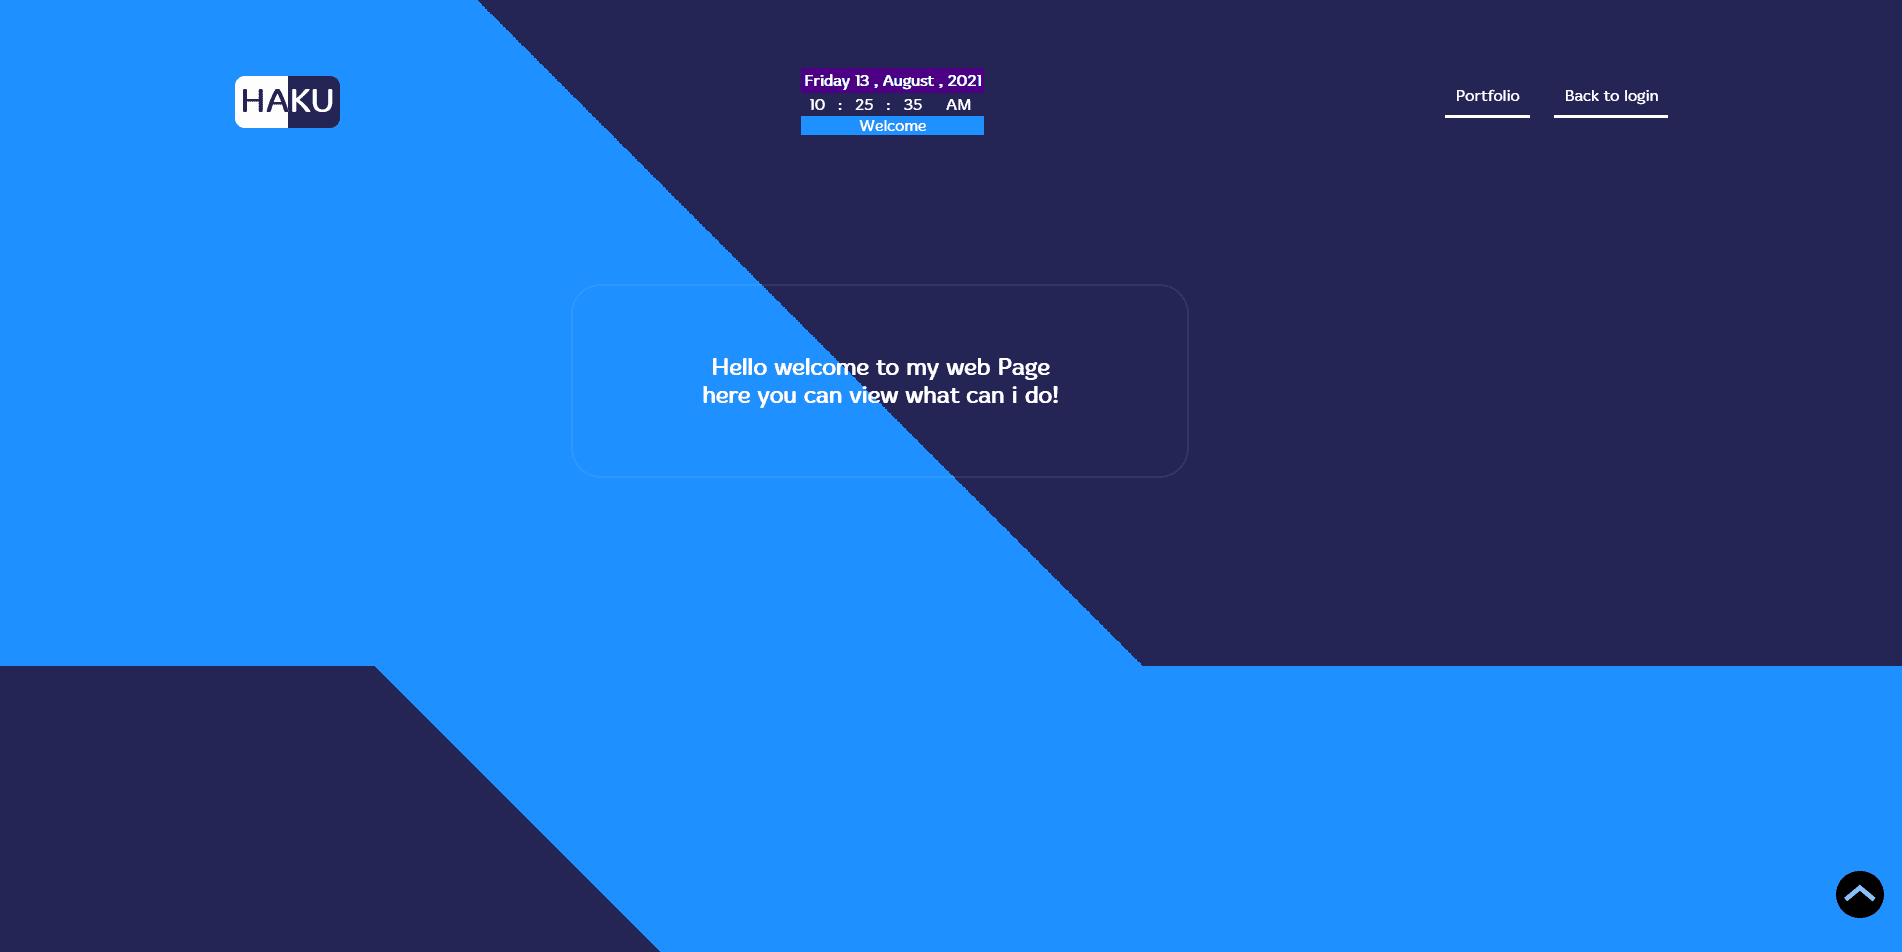 HAKU
Friday 13 , August , 2021
10 : 25 : 35 AM
Welcome
Portfolio
Back to login
Hello welcome to my web Page
here you can view what can i do!